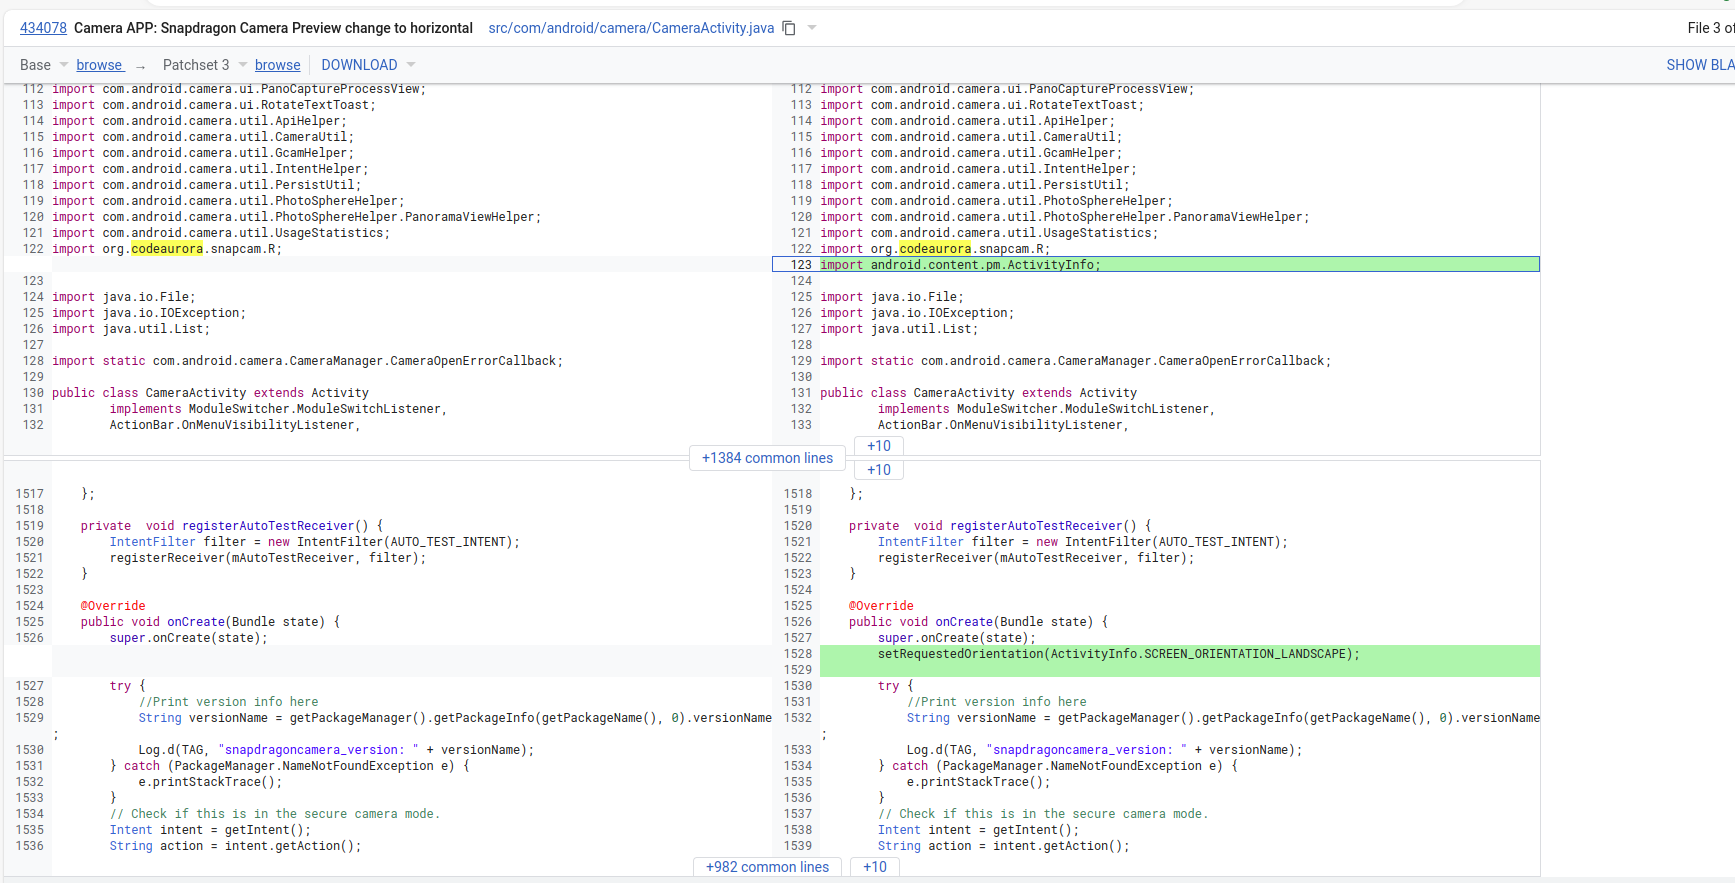 434078 Camera APP: Snapdragon Camera Preview change to horizontal src/com/android/camera/CameraActivity.java File 3 of
Base browse → Patchset 3 browse DOWNLOAD SHOW BLA
112 import com.android.camera.ui.PanoCaptureProcessView;
113 import com.android.camera.ui.RotateTextToast;
114 import com.android.camera.util.ApiHelper;
115 import com.android.camera.util.CameraUtil;
116 import com.android.camera.util.GcamHelper;
117 import com.android.camera.util.IntentHelper;
118 import com.android.camera.util.PersistUtil;
119 import com.android.camera.util.PhotoSphereHelper;
120 import com.android.camera.util.PhotoSphereHelper.PanoramaViewHelper;
121 import com.android.camera.util.UsageStatistics;
122 import org.codeaurora.snapcam.R;
123
124 import java.io.File;
125 import java.io.IOException;
126 import java.util.List;
127
128 import static com.android.camera.CameraManager.CameraOpenErrorCallback;
129
130 public class CameraActivity extends Activity
131 implements ModuleSwitcher.ModuleSwitchListener,
132 ActionBar.OnMenuVisibilityListener,
112 import com.android.camera.ui.PanoCaptureProcessView;
113 import com.android.camera.ui.RotateTextToast;
114 import com.android.camera.util.ApiHelper;
115 import com.android.camera.util.CameraUtil;
116 import com.android.camera.util.GcamHelper;
117 import com.android.camera.util.IntentHelper;
118 import com.android.camera.util.PersistUtil;
119 import com.android.camera.util.PhotoSphereHelper;
120 import com.android.camera.util.PhotoSphereHelper.PanoramaViewHelper;
121 import com.android.camera.util.UsageStatistics;
122 import org.codeaurora.snapcam.R;
123 import android.content.pm.ActivityInfo;
124
125 import java.io.File;
126 import java.io.IOException;
127 import java.util.List;
128
129 import static com.android.camera.CameraManager.CameraOpenErrorCallback;
130
131 public class CameraActivity extends Activity
132 implements ModuleSwitcher.ModuleSwitchListener,
133 ActionBar.OnMenuVisibilityListener,
+10
+1384 common lines
+10
1517 };
1518
1519 private  void registerAutoTestReceiver() {
1520 IntentFilter filter = new IntentFilter(AUTO_TEST_INTENT);
1521 registerReceiver(mAutoTestReceiver, filter);
1522 }
1523
1524 @Override
1525 public void onCreate(Bundle state) {
1526 super.onCreate(state);
1527 try {
1528 //Print version info here
1529 String versionName = getPackageManager().getPackageInfo(getPackageName(), 0).versionName
;
1530 Log.d(TAG, "snapdragoncamera_version: " + versionName);
1531 } catch (PackageManager.NameNotFoundException e) {
1532 e.printStackTrace();
1533 }
1534 // Check if this is in the secure camera mode.
1535 Intent intent = getIntent();
1536 String action = intent.getAction();
1518 };
1519
1520 private  void registerAutoTestReceiver() {
1521 IntentFilter filter = new IntentFilter(AUTO_TEST_INTENT);
1522 registerReceiver(mAutoTestReceiver, filter);
1523 }
1524
1525 @Override
1526 public void onCreate(Bundle state) {
1527 super.onCreate(state);
1528 setRequestedOrientation(ActivityInfo.SCREEN_ORIENTATION_LANDSCAPE);
1529
1530 try {
1531 //Print version info here
1532 String versionName = getPackageManager().getPackageInfo(getPackageName(), 0).versionName
;
1533 Log.d(TAG, "snapdragoncamera_version: " + versionName);
1534 } catch (PackageManager.NameNotFoundException e) {
1535 e.printStackTrace();
1536 }
1537 // Check if this is in the secure camera mode.
1538 Intent intent = getIntent();
1539 String action = intent.getAction();
+982 common lines +10